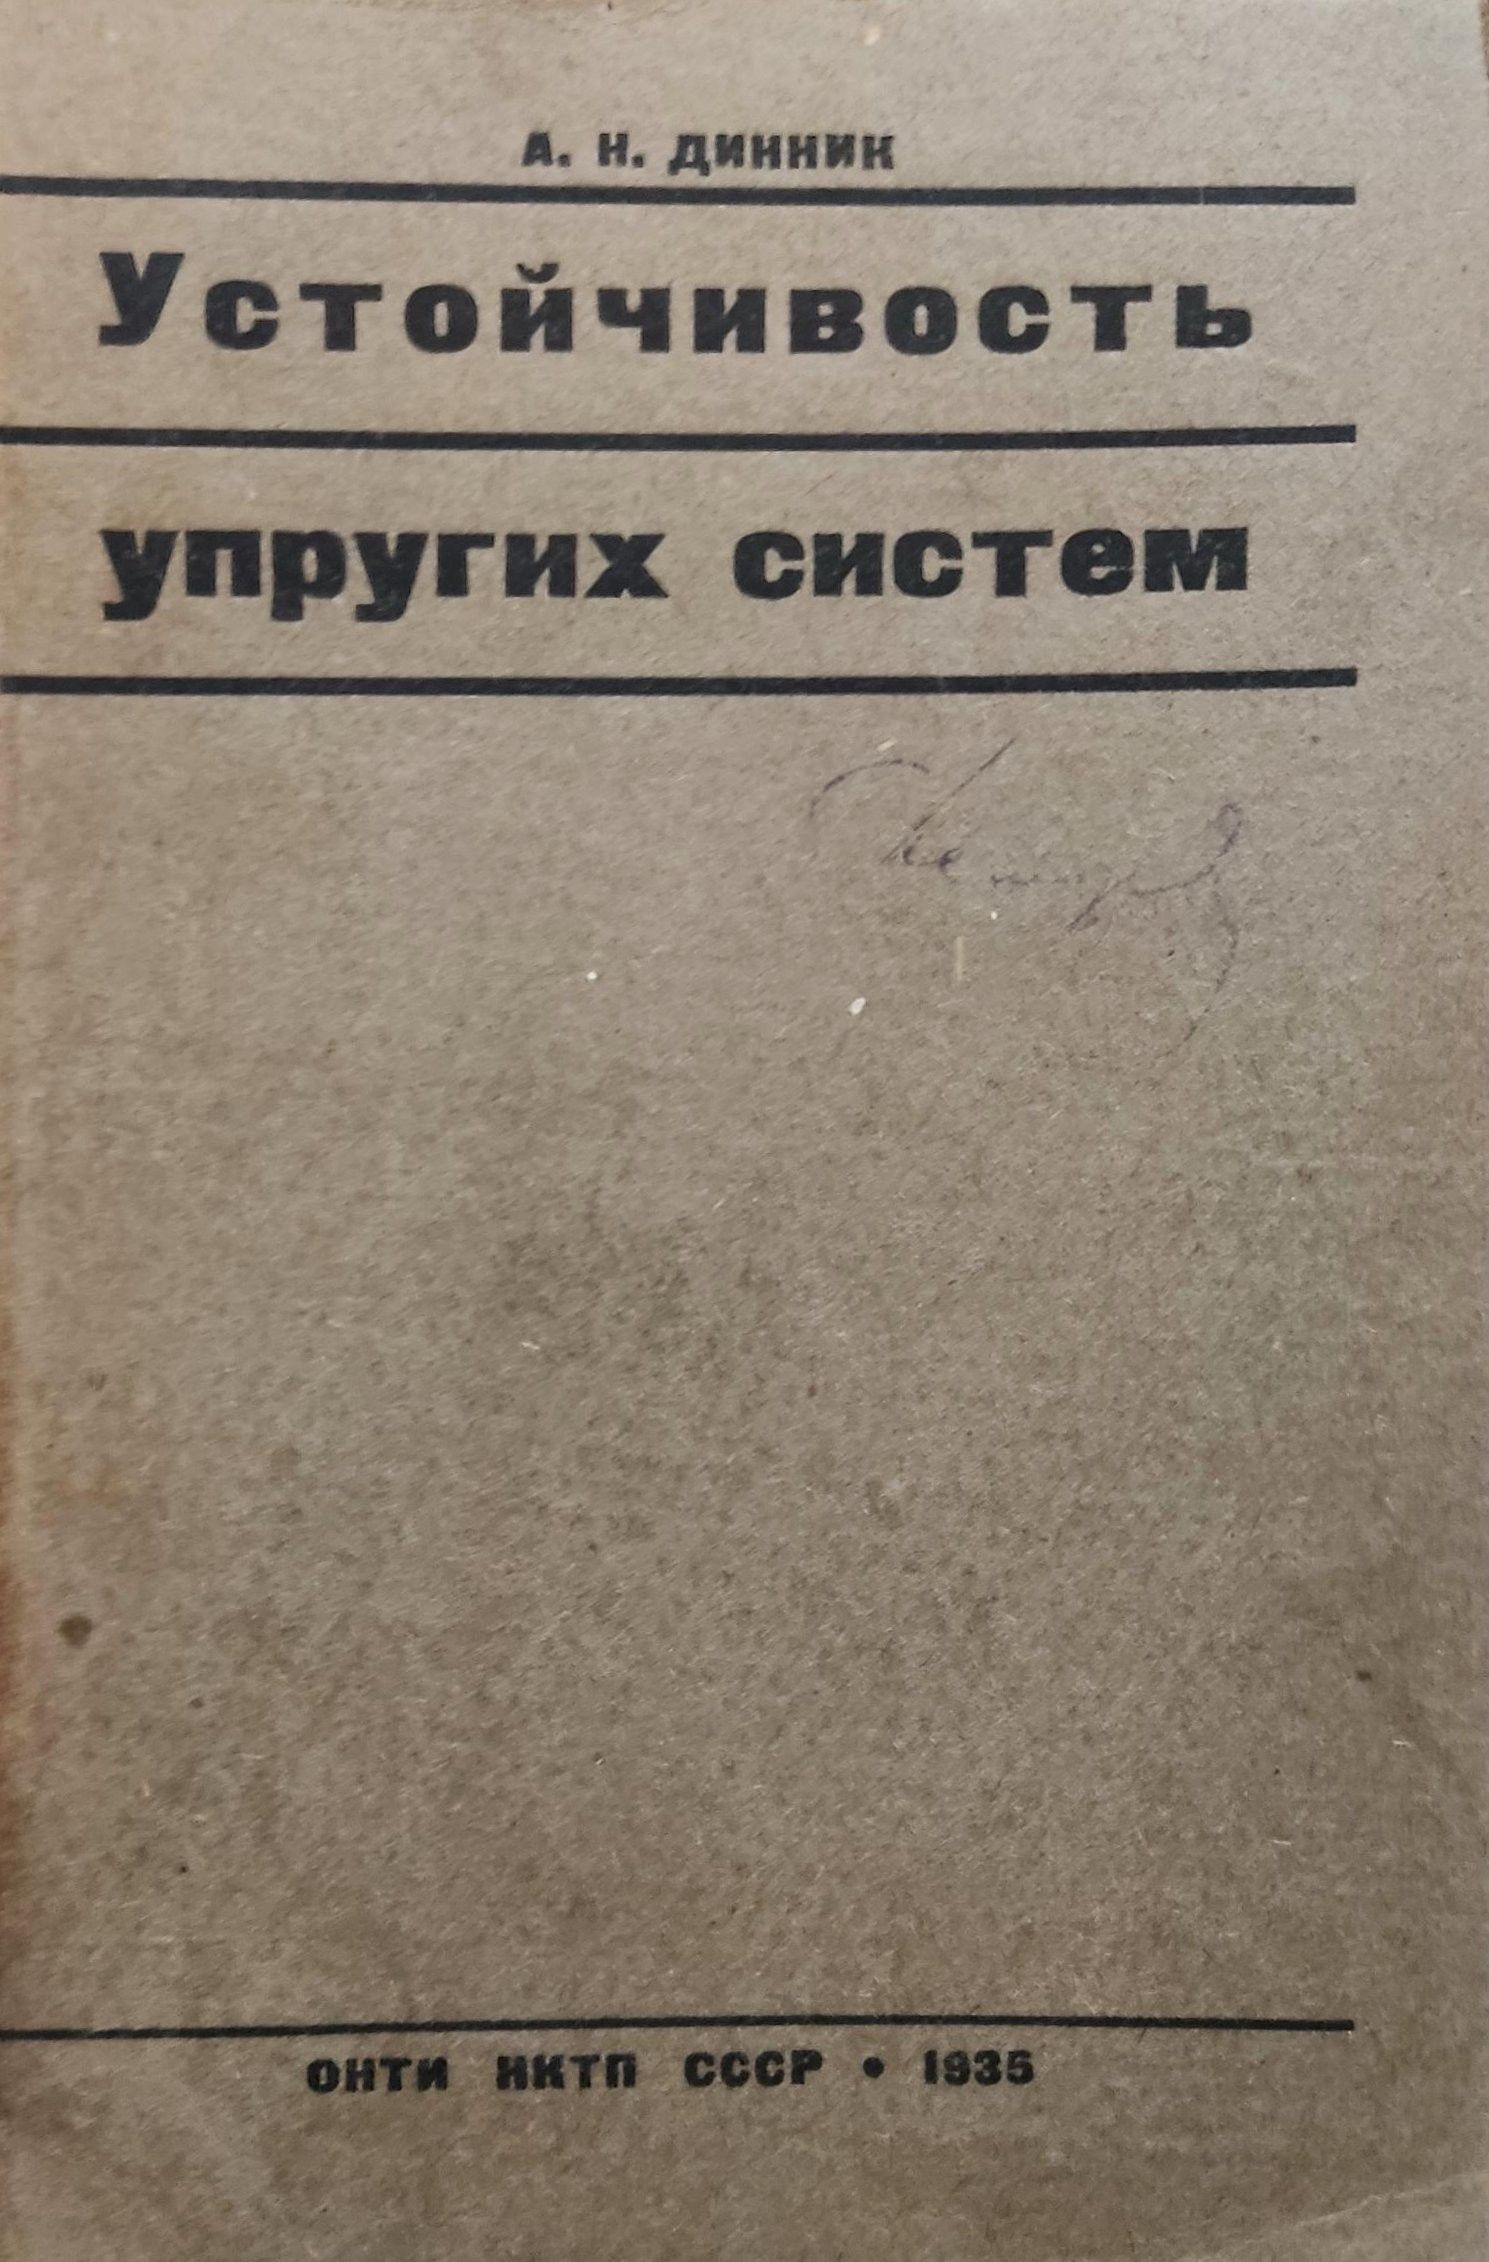 А. Н. ДИННИК
Устойчивость
упругих систем
ОНТИ НКТП СССР • 1935